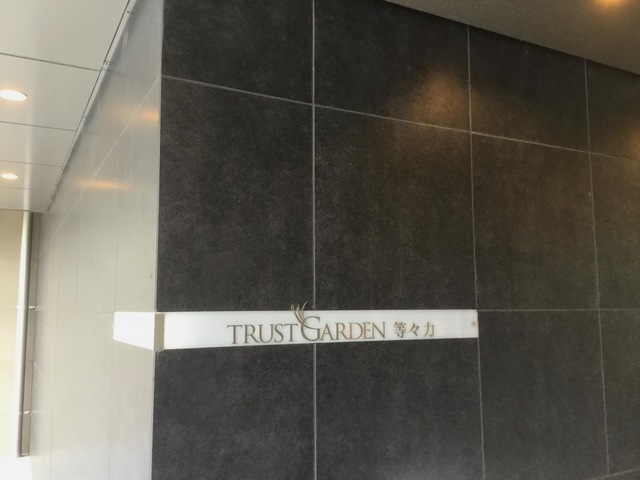 TRUST GARDEN 等々力